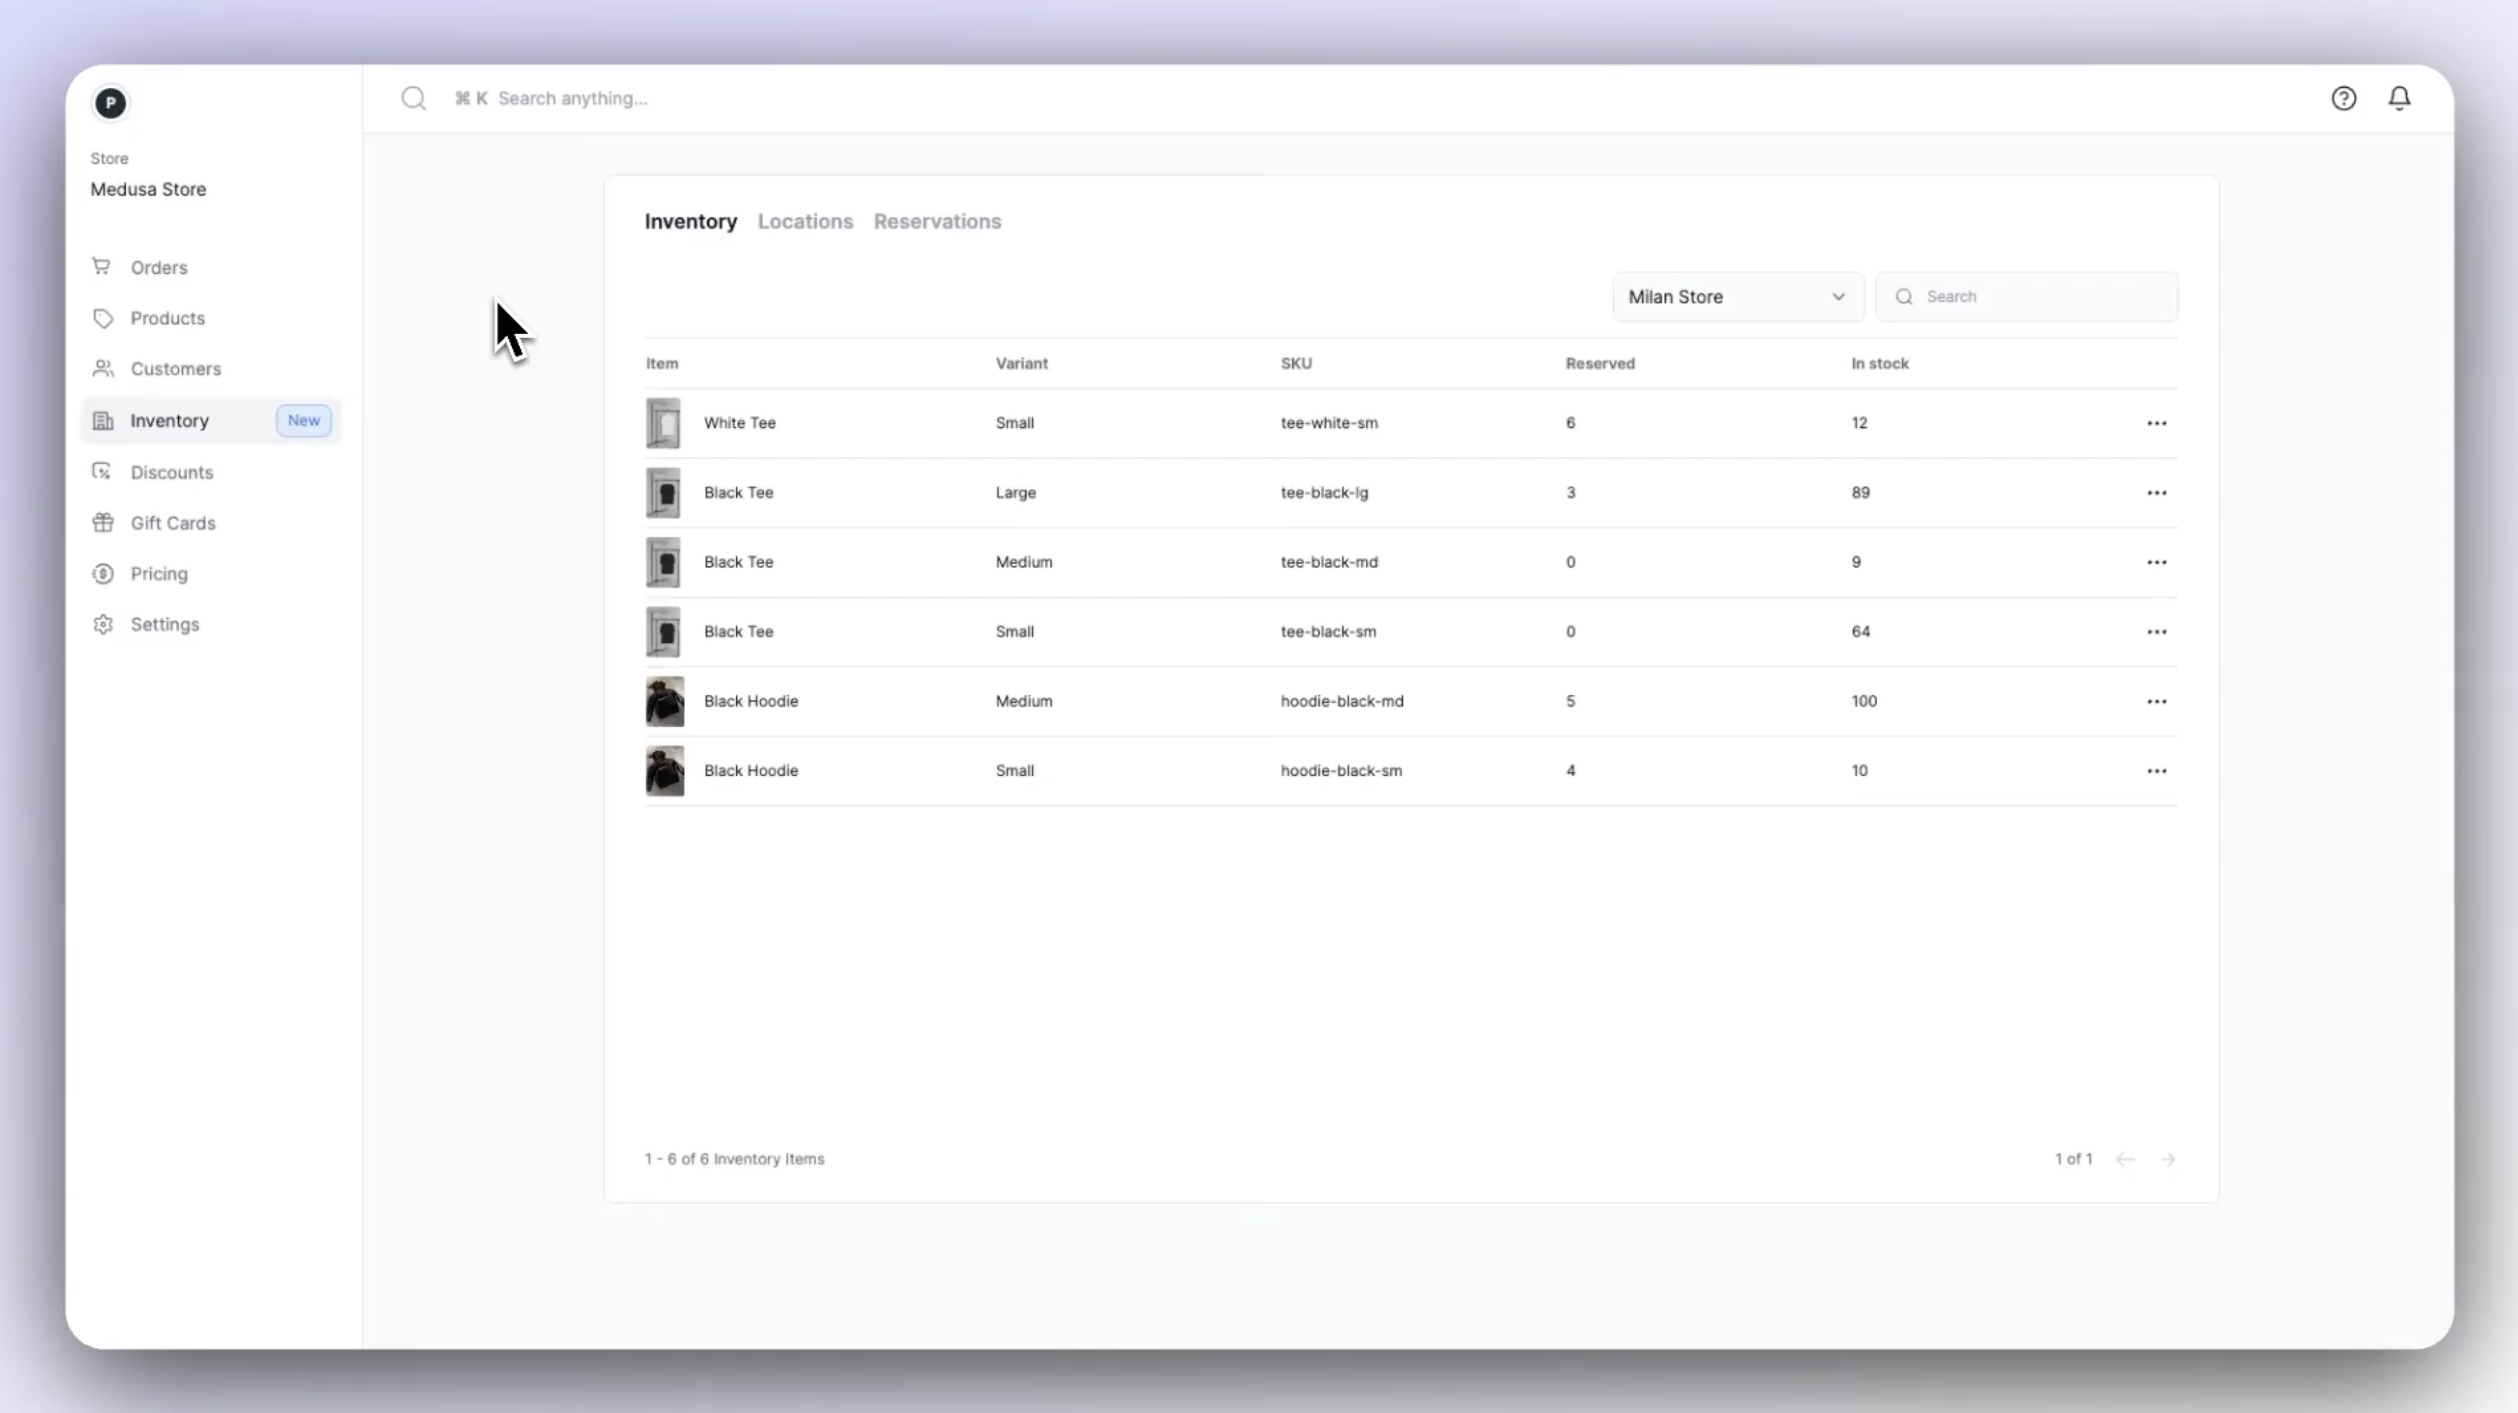 P
Store
Medusa Store
Orders
Products
Customers
Inventory New
Discounts
Gift Cards
Pricing
Settings
⌘ K Search anything...
Inventory Locations Reservations
Milan Store Search
Item Variant SKU Reserved In stock
White Tee Small tee-white-sm 6 12
Black Tee Large tee-black-lg 3 89
Black Tee Medium tee-black-md 0 9
Black Tee Small tee-black-sm 0 64
Black Hoodie Medium hoodie-black-md 5 100
Black Hoodie Small hoodie-black-sm 4 10
1 - 6 of 6 Inventory Items 1 of 1